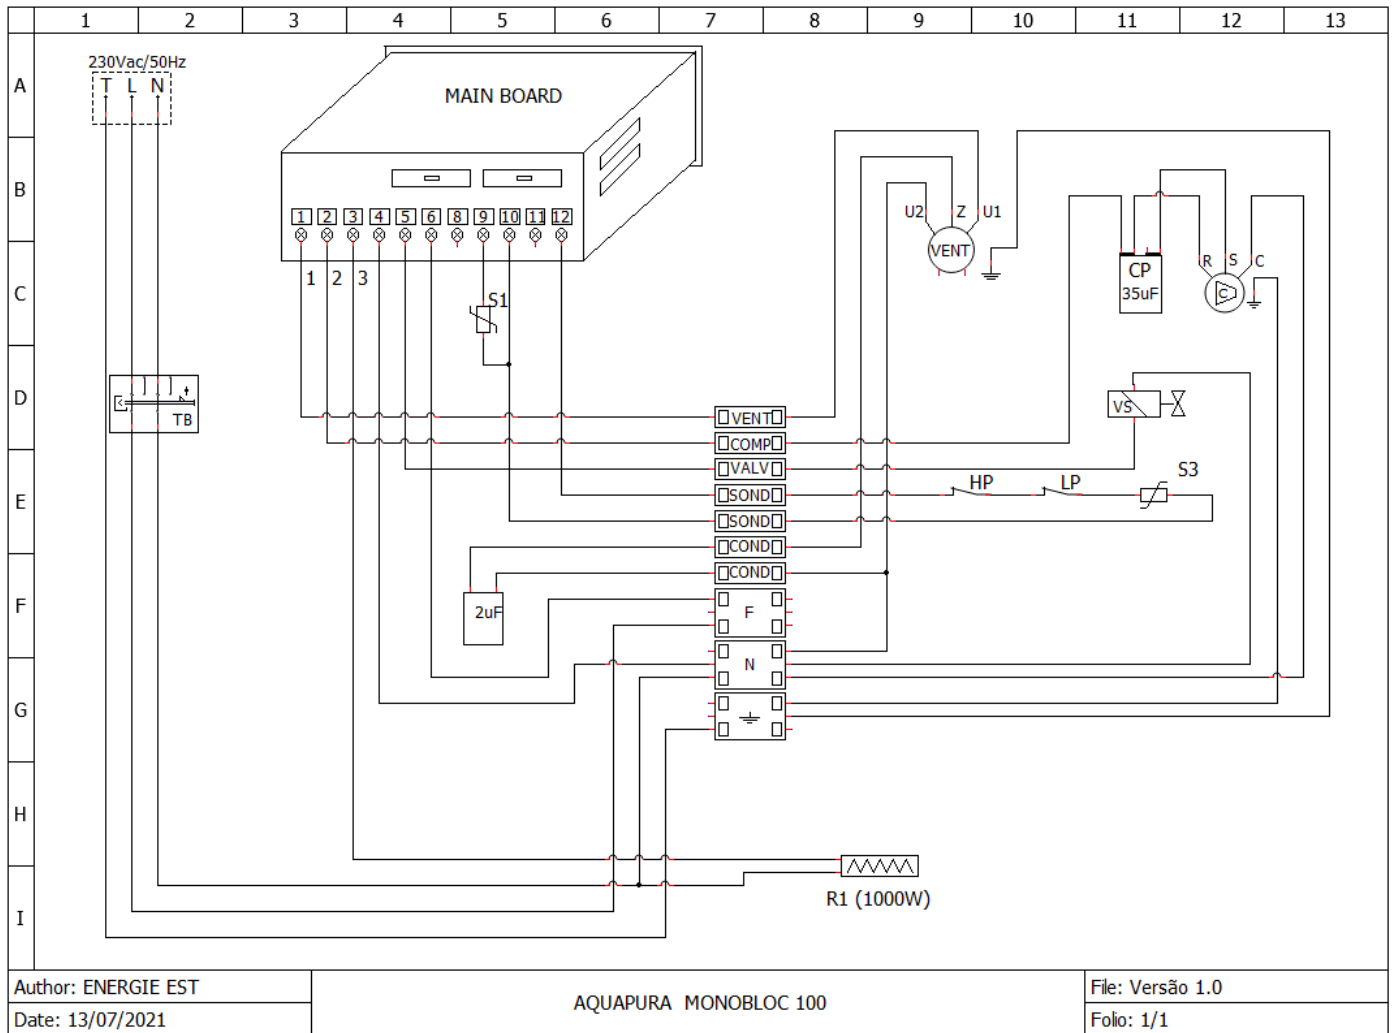 1 2 3 4 5 6 7 8 9 10 11 12 13
A
B
C
D
E
F
G
H
I
230Vac/50Hz
T L N
MAIN BOARD
1 2 3 4 5 6 8 9 10 11 12
1 2 3
S1
TB
U2 Z U1
VENT
CP
35uF
R S C
C
VS
VENT
COMP
VALV
SOND
SOND
COND
COND
F
N
HP LP S3
2uF
R1 (1000W)
Author: ENERGIE EST
Date: 13/07/2021
AQUAPURA MONOBLOC 100
File: Versão 1.0
Folio: 1/1